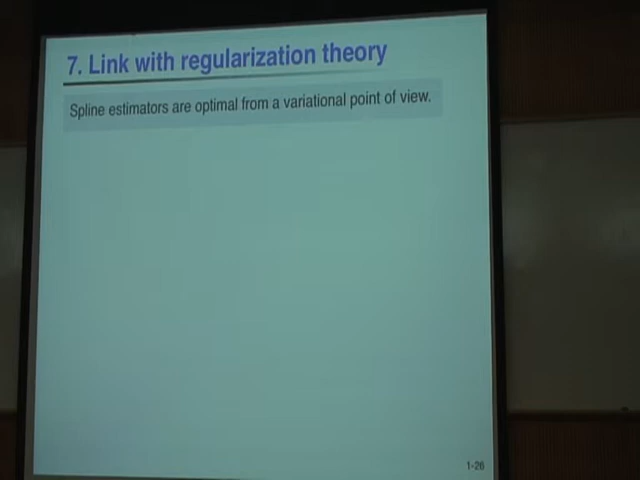 7. Link with regularization theory
Spline estimators are optimal from a variational point of view.
1-26